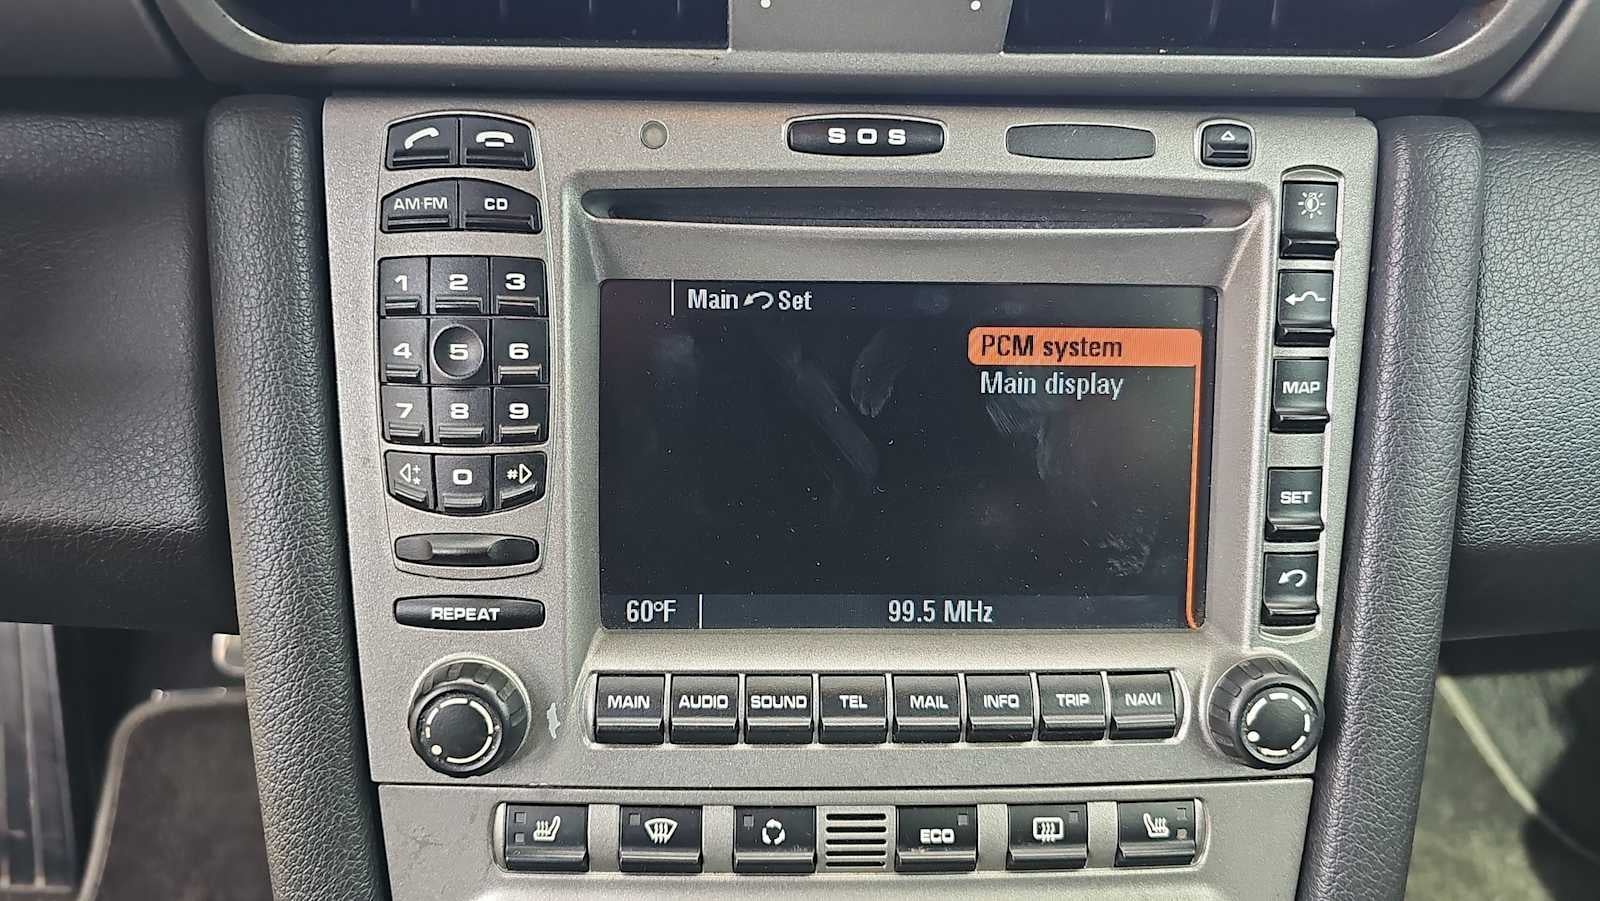 SOS
AM·FM CD
1 2 3
4 5 6
7 8 9
+
* 0 #
REPEAT
Main Set
PCM system
Main display
60°F 99.5 MHz
MAP
SET
MAIN AUDIO SOUND TEL MAIL INFO TRIP NAVI
ECO